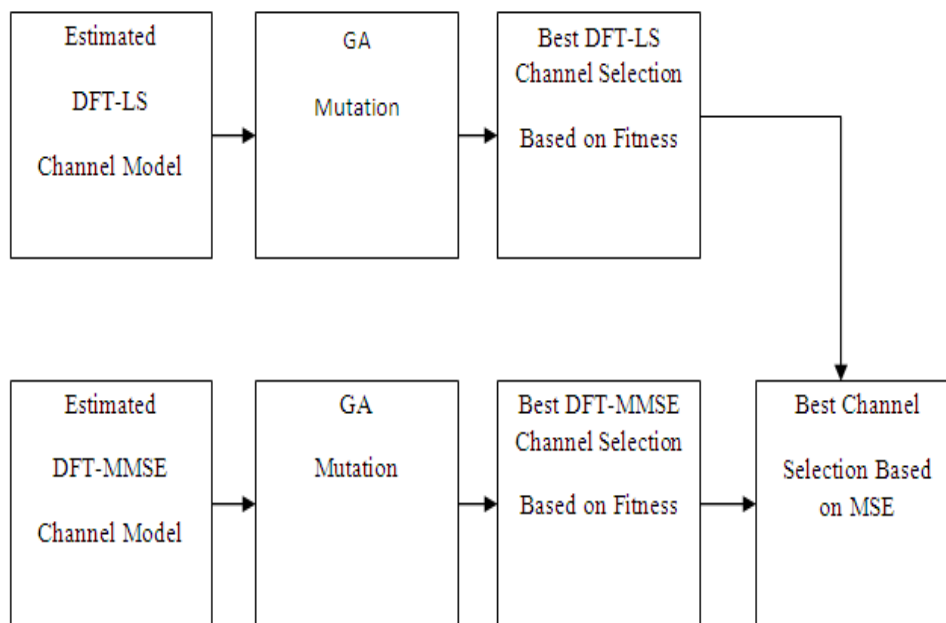 Estimated
DFT-LS
Channel Model
GA
Mutation
Best DFT-LS
Channel Selection
Based on Fitness
Estimated
DFT-MMSE
Channel Model
GA
Mutation
Best DFT-MMSE
Channel Selection
Based on Fitness
Best Channel
Selection Based
on MSE